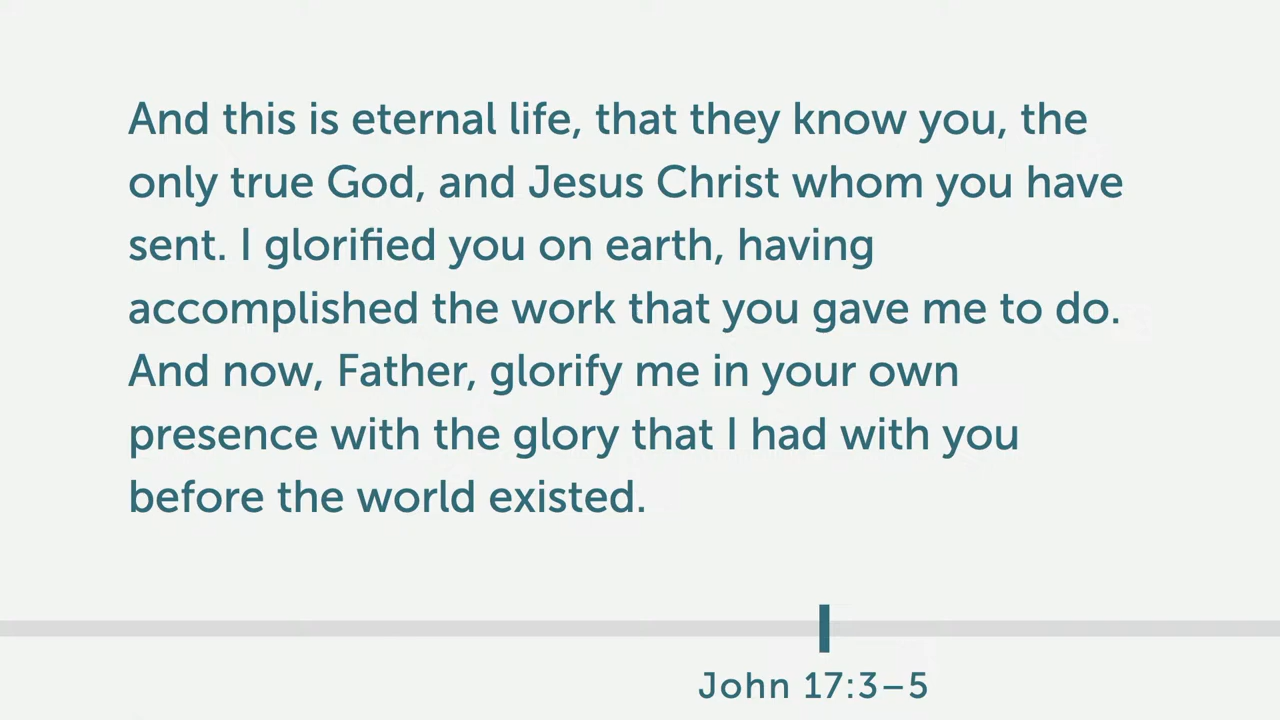 And this is eternal life, that they know you, the
only true God, and Jesus Christ whom you have
sent. I glorified you on earth, having
accomplished the work that you gave me to do.
And now, Father, glorify me in your own
presence with the glory that I had with you
before the world existed.
John 17:3–5